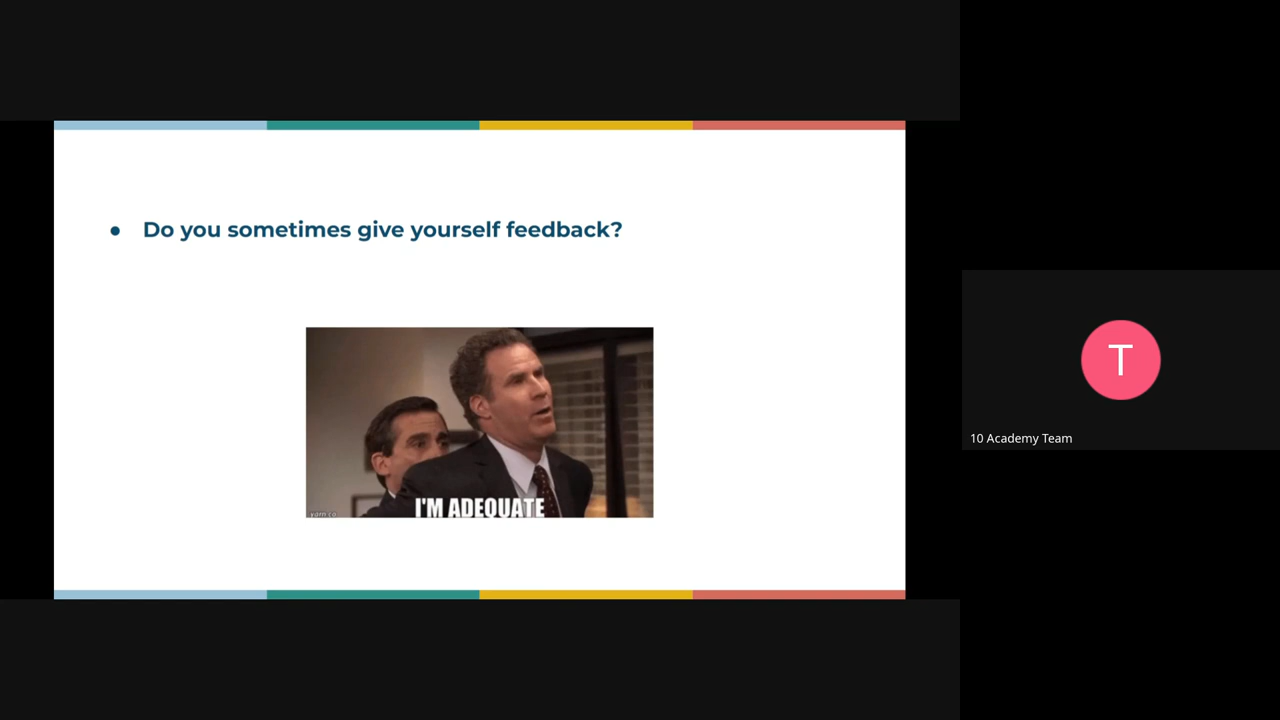 ● Do you sometimes give yourself feedback?
I'M ADEQUATE
yarn.co
T
10 Academy Team